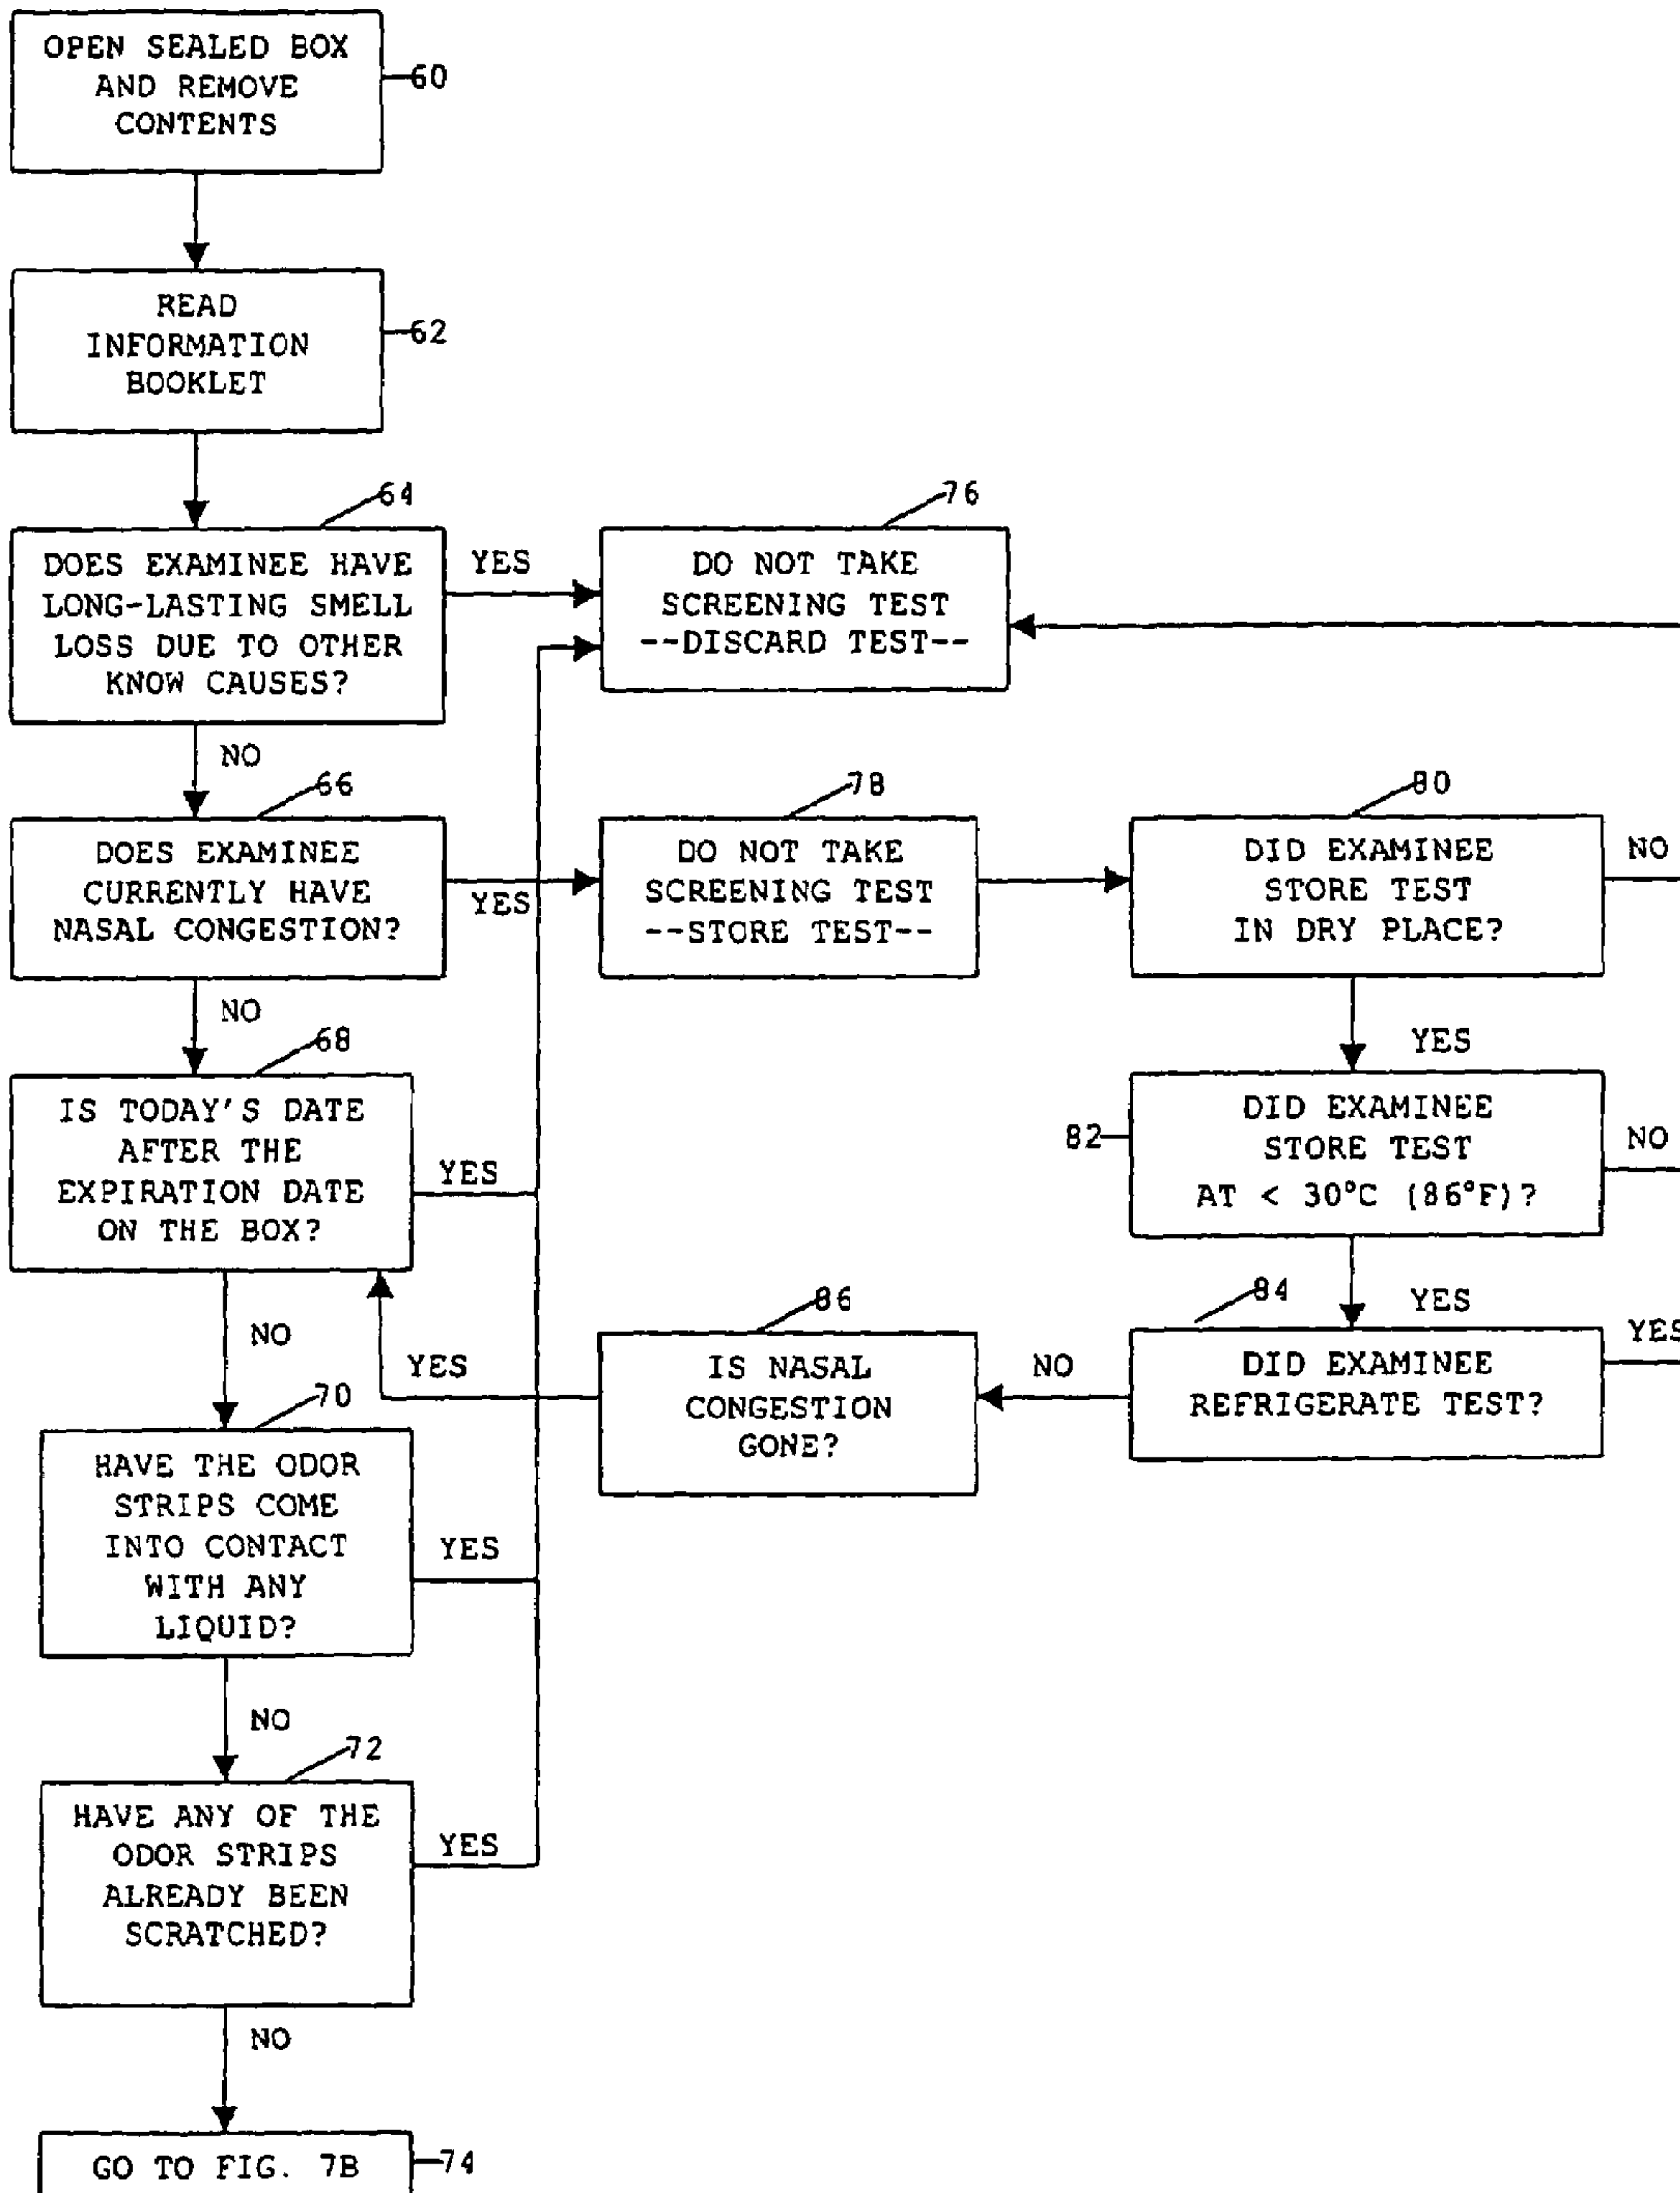 OPEN SEALED BOX
AND REMOVE
CONTENTS
60
READ
INFORMATION
BOOKLET
62
64
DOES EXAMINEE HAVE
LONG-LASTING SMELL
LOSS DUE TO OTHER
KNOW CAUSES?
YES
NO
76
DO NOT TAKE
SCREENING TEST
--DISCARD TEST--
66
DOES EXAMINEE
CURRENTLY HAVE
NASAL CONGESTION?
YES
NO
78
DO NOT TAKE
SCREENING TEST
--STORE TEST--
80
DID EXAMINEE
STORE TEST
IN DRY PLACE?
NO
YES
68
IS TODAY'S DATE
AFTER THE
EXPIRATION DATE
ON THE BOX?
YES
NO
82
DID EXAMINEE
STORE TEST
AT < 30°C (86°F)?
NO
YES
84
DID EXAMINEE
REFRIGERATE TEST?
YES
NO
86
IS NASAL
CONGESTION
GONE?
YES
70
HAVE THE ODOR
STRIPS COME
INTO CONTACT
WITH ANY
LIQUID?
YES
NO
72
HAVE ANY OF THE
ODOR STRIPS
ALREADY BEEN
SCRATCHED?
YES
NO
GO TO FIG. 7B
74